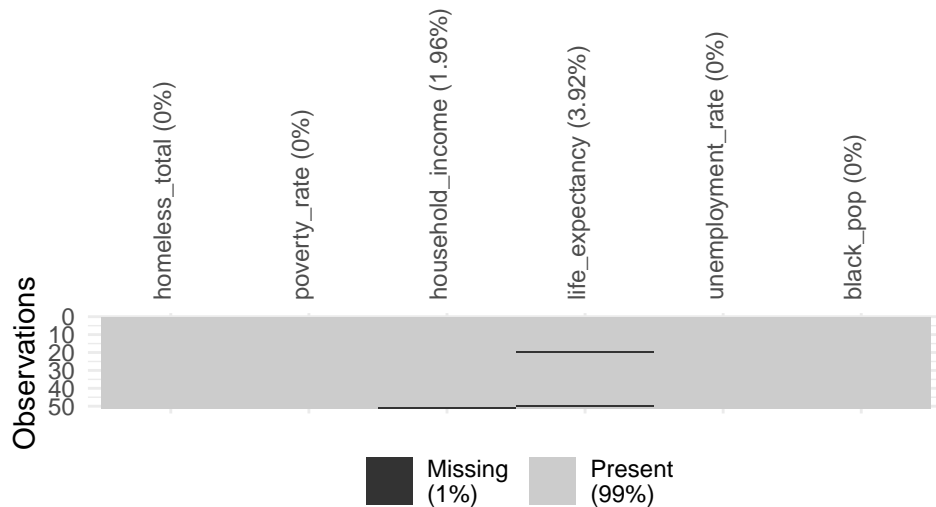 homeless_total (0%)
poverty_rate (0%)
household_income (1.96%)
life_expectancy (3.92%)
unemployment_rate (0%)
black_pop (0%)
Observations
0
10
20
30
40
50
Missing
(1%)
Present
(99%)